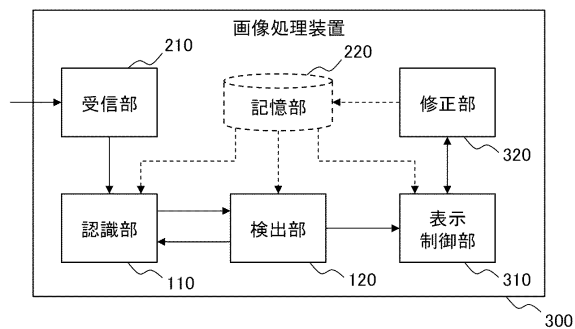 画像処理装置
210
220
受信部
記憶部
修正部
320
認識部
検出部
表示
制御部
110
120
310
300